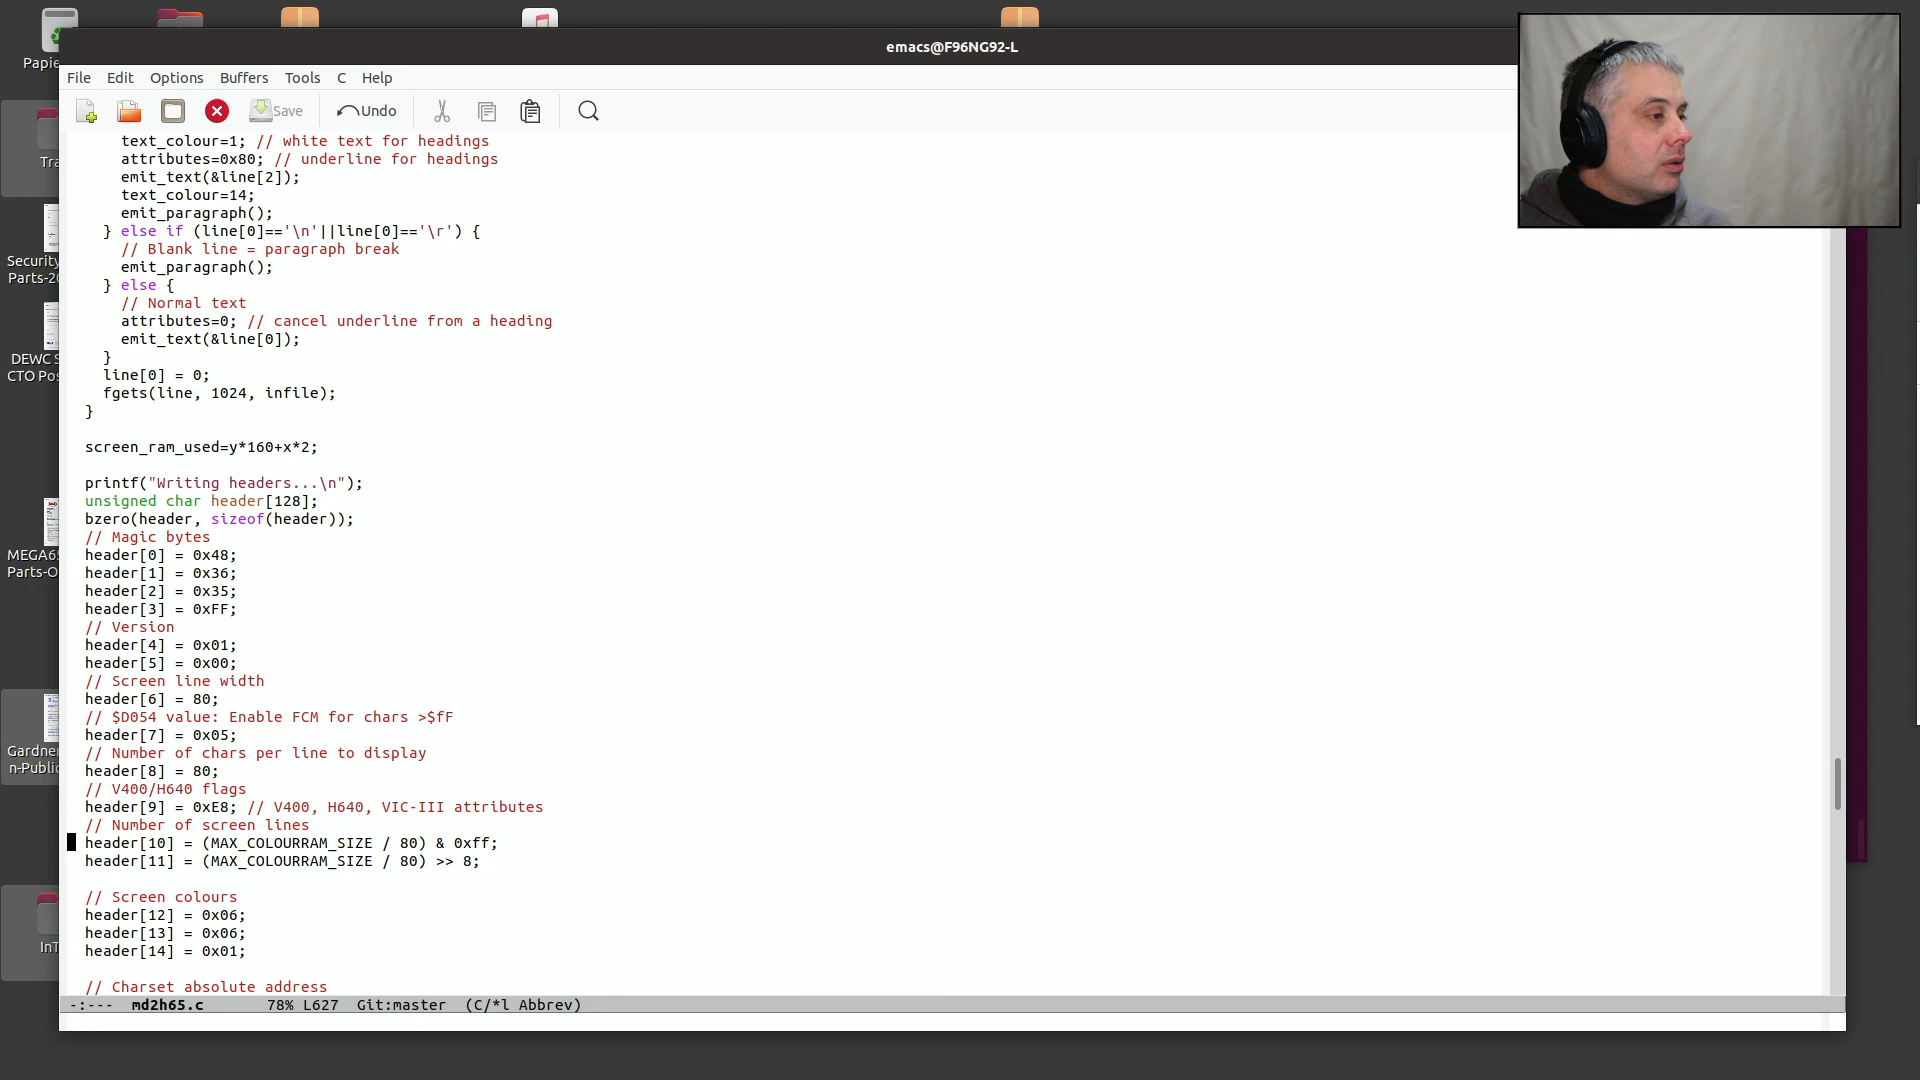 emacs@F96NG92-L
File Edit Options Buffers Tools C Help
Save Undo
text_colour=1; // white text for headings
attributes=0x80; // underline for headings
emit_text(&line[2]);
text_colour=14;
emit_paragraph();
} else if (line[0]=='\n'||line[0]=='\r') {
// Blank line = paragraph break
emit_paragraph();
} else {
// Normal text
attributes=0; // cancel underline from a heading
emit_text(&line[0]);
}
line[0] = 0;
fgets(line, 1024, infile);
}
screen_ram_used=y*160+x*2;
printf("Writing headers...\n");
unsigned char header[128];
bzero(header, sizeof(header));
// Magic bytes
header[0] = 0x48;
header[1] = 0x36;
header[2] = 0x35;
header[3] = 0xFF;
// Version
header[4] = 0x01;
header[5] = 0x00;
// Screen line width
header[6] = 80;
// $D054 value: Enable FCM for chars >$fF
header[7] = 0x05;
// Number of chars per line to display
header[8] = 80;
// V400/H640 flags
header[9] = 0xE8; // V400, H640, VIC-III attributes
// Number of screen lines
header[10] = (MAX_COLOURRAM_SIZE / 80) & 0xff;
header[11] = (MAX_COLOURRAM_SIZE / 80) >> 8;
// Screen colours
header[12] = 0x06;
header[13] = 0x06;
header[14] = 0x01;
// Charset absolute address
-:--- md2h65.c 78% L627 Git:master (C/*l Abbrev)
Papie
Tra
Security
Parts-20
DEWC S
CTO Pos
MEGA65
Parts-O
Gardner
n-Public
InT